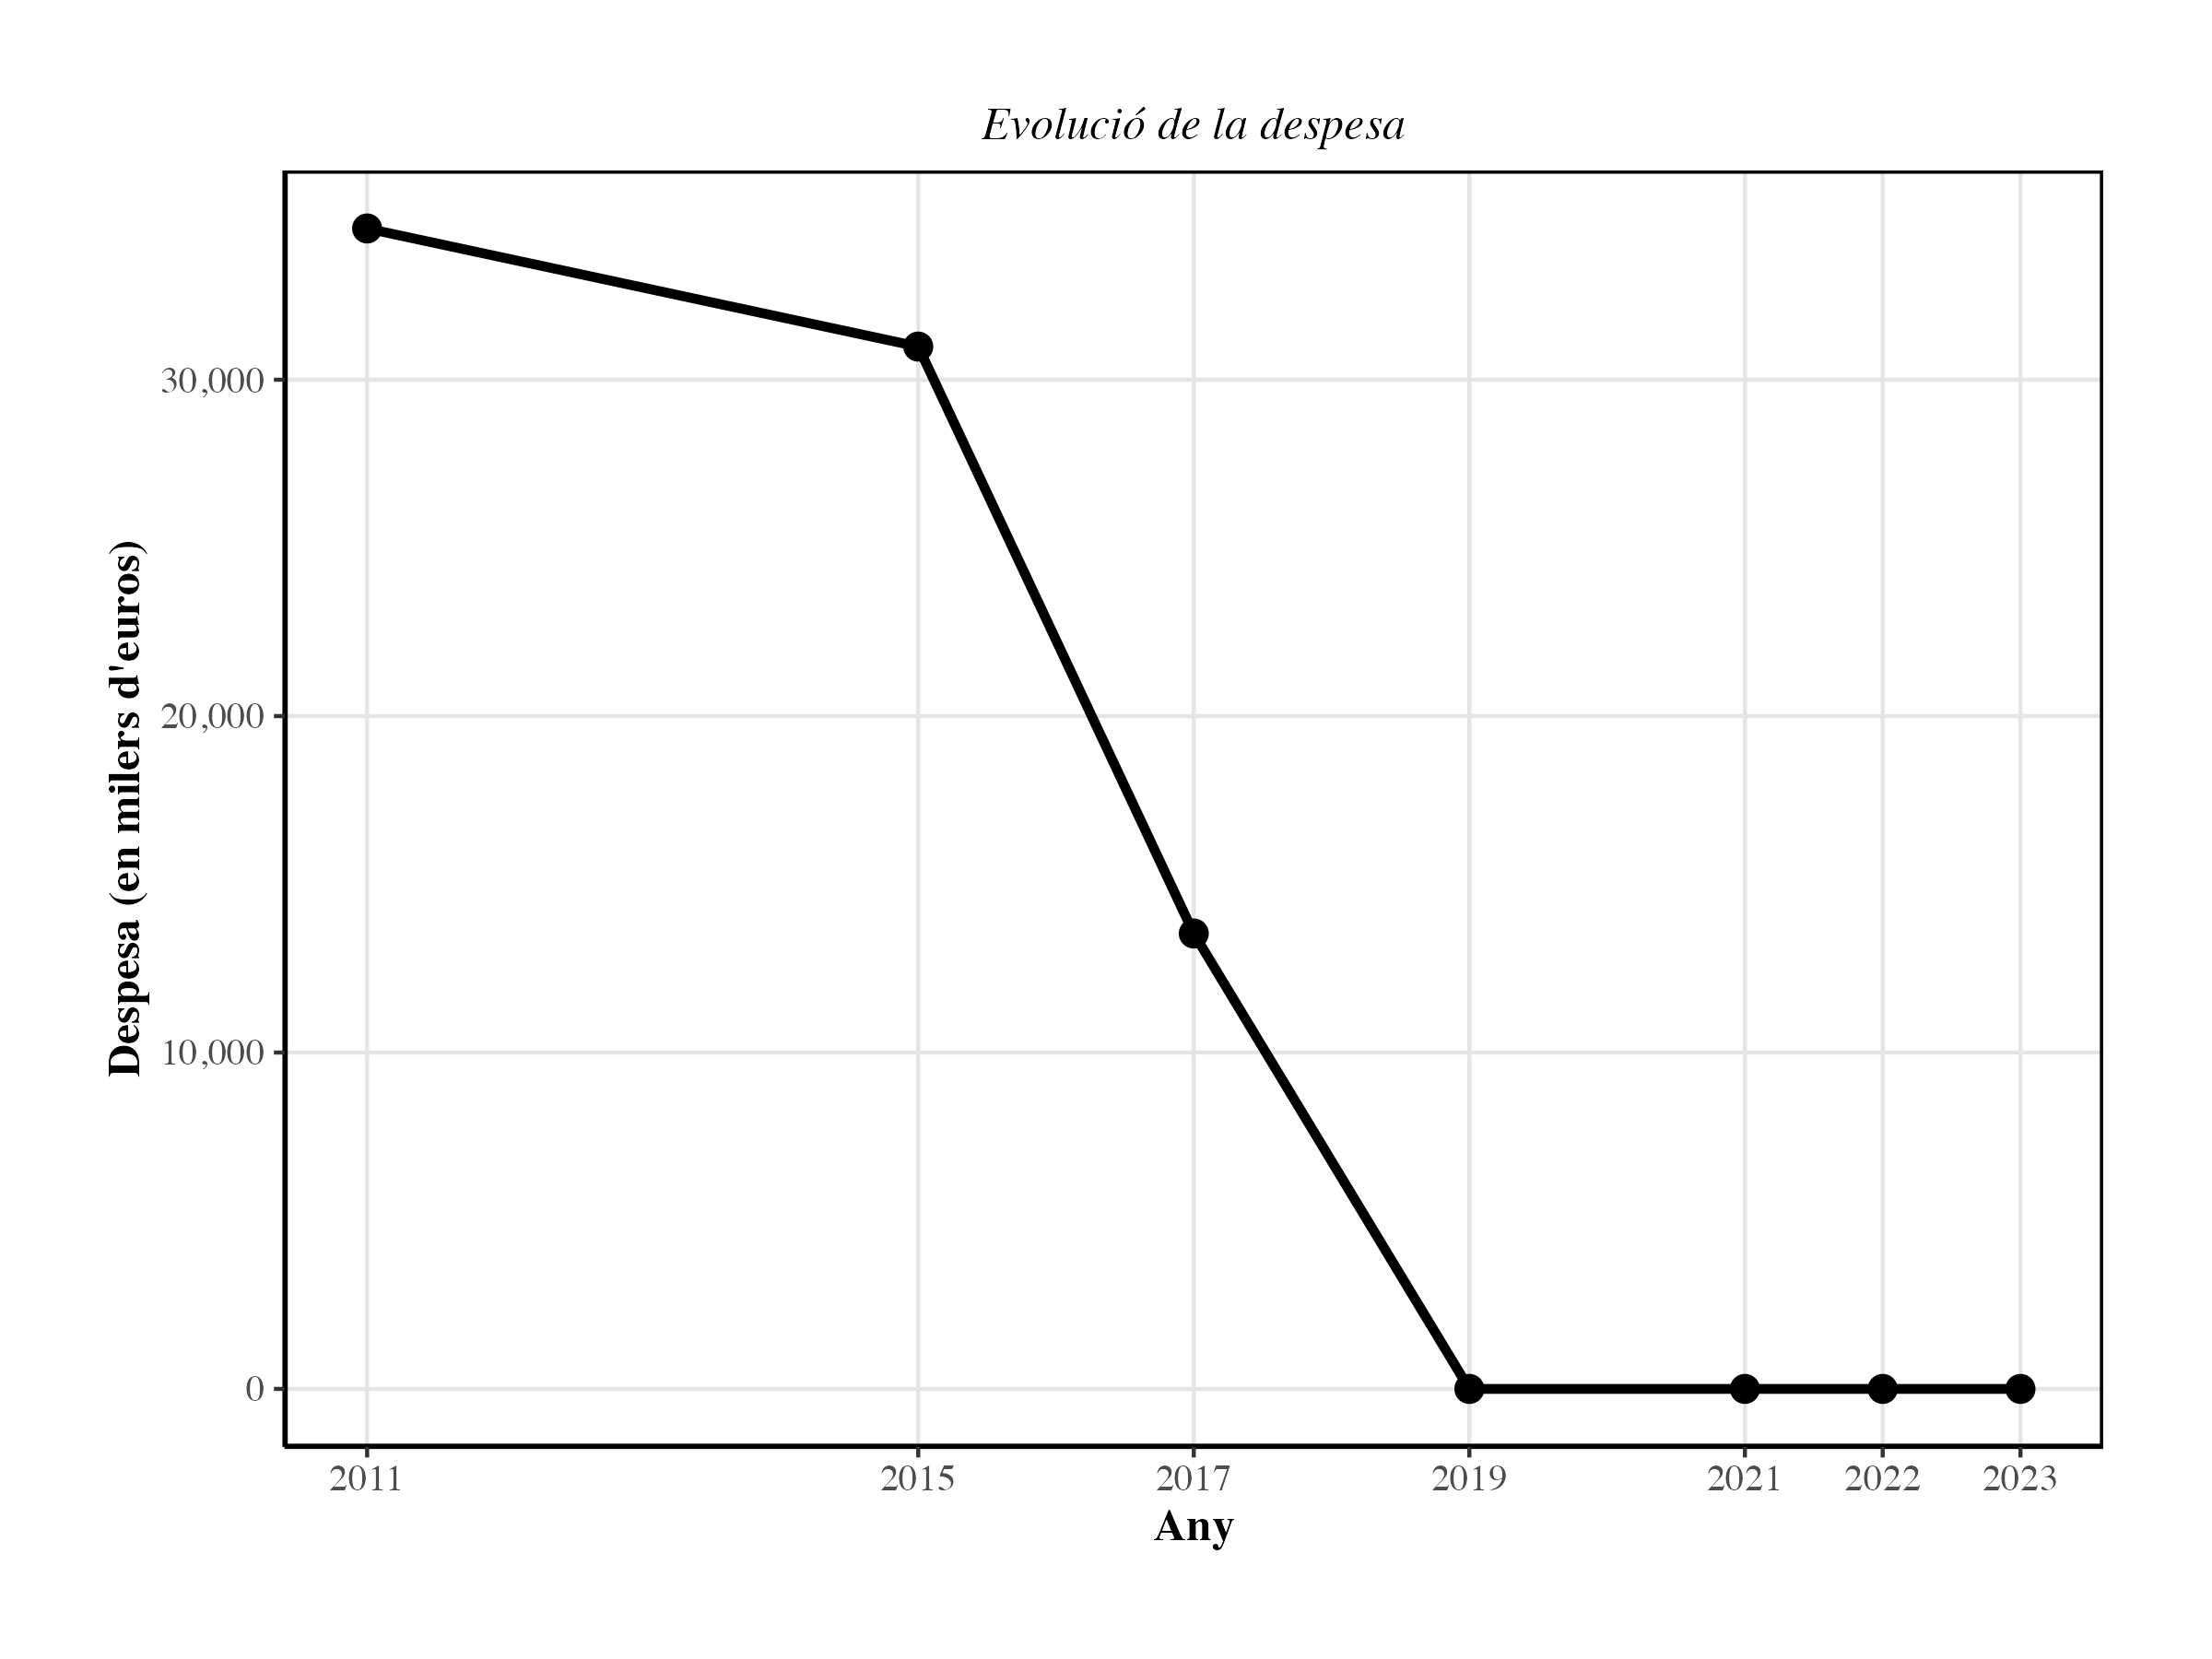 Evolució de la despesa
Despesa (en milers d'euros)
30,000
20,000
10,000
0
2011 2015 2017 2019 2021 2022 2023
Any